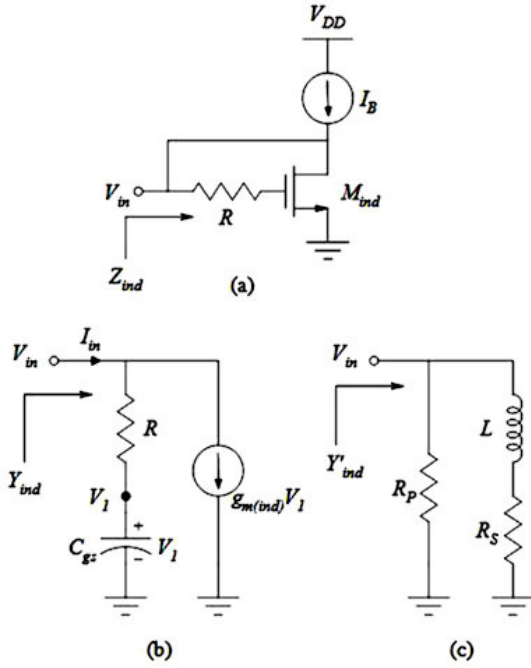 V_DD
I_B
V_in
R
M_ind
Z_ind
(a)
V_in
I_in
R
Y_ind
V_1
g_m(ind)V_1
+
C_gs
V_1
−
(b)
V_in
L
Y'_ind
R_P
R_S
(c)